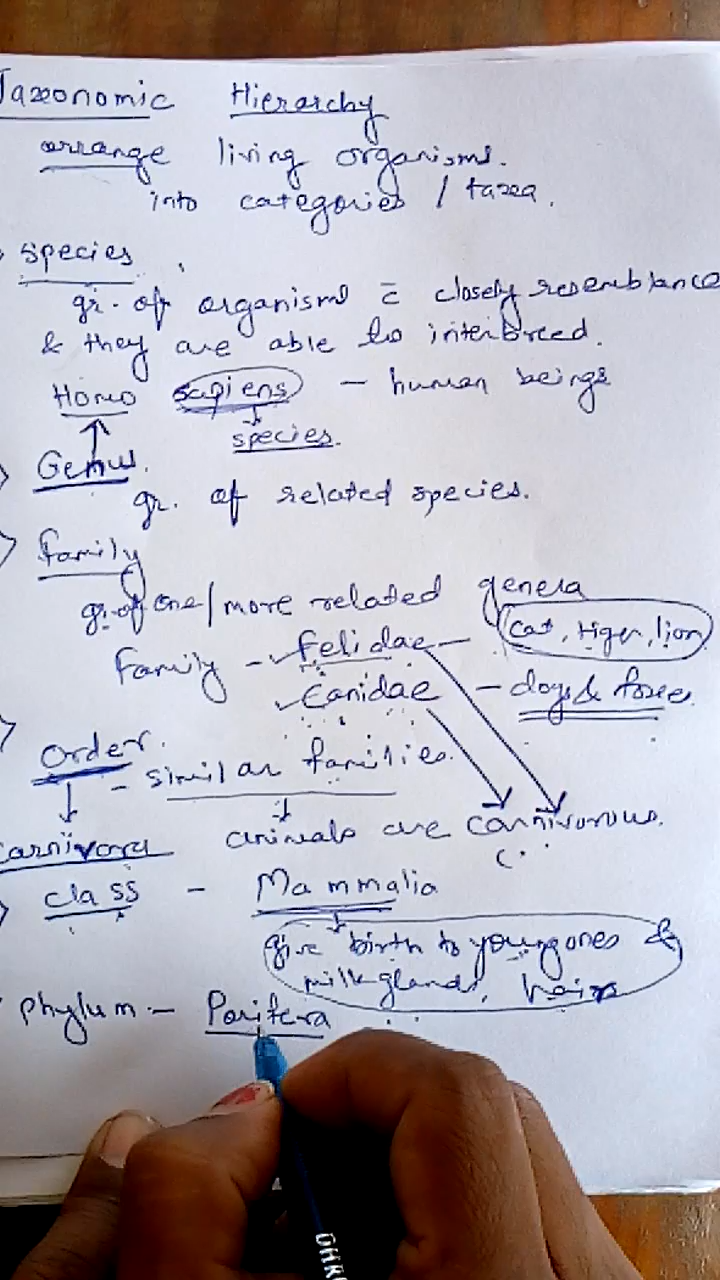 Taxonomic Hierarchy
arrange living organisms.
into categories / taxa.
Species
gr. of organisms c̄ closely resemblance
& they are able to interbreed.
Homo sapiens - human beings
species.
Genus.
gr. of related species.
Family
gr. of one/more related genera
Family - Felidae - cat, tiger, lion
Canidae - dogs & foxes
Order.
- similar families.
Carnivora animals are carnivorous.
class - Mammalia
give birth to young ones &
milk glands, hairs
Phylum - Porifera